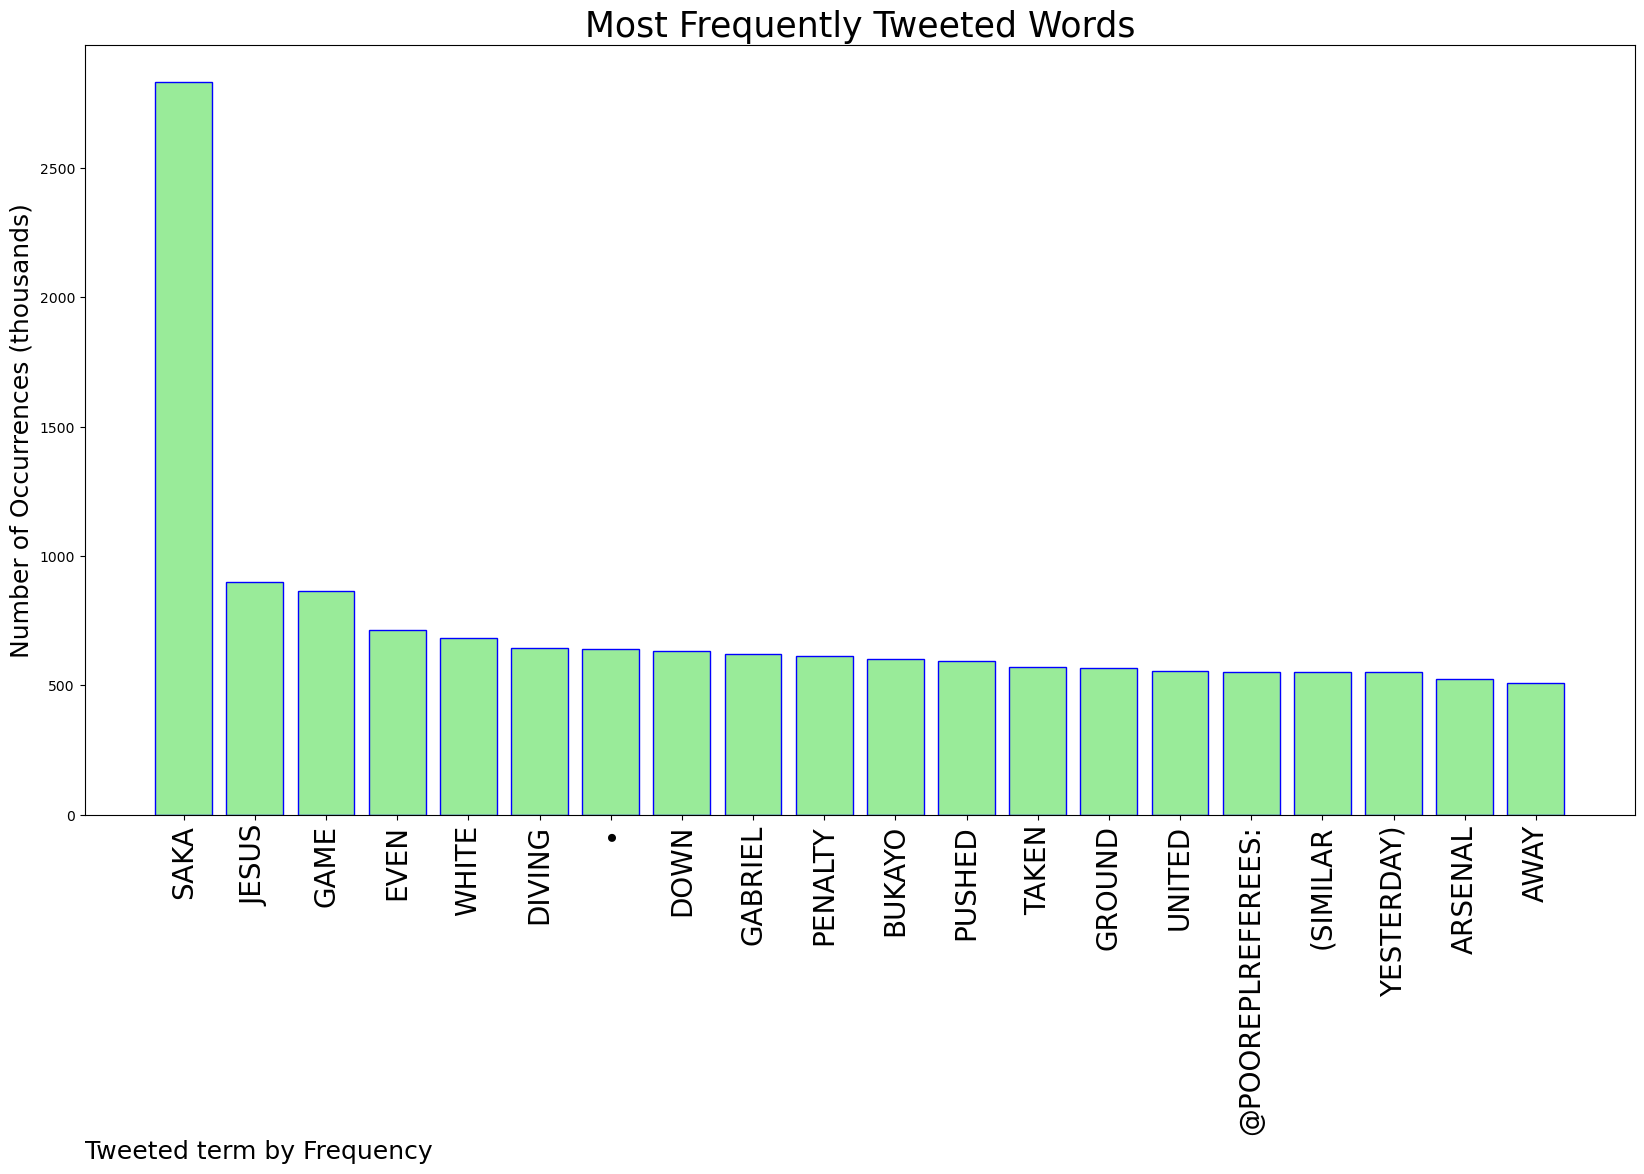 Most Frequently Tweeted Words
Number of Occurrences (thousands)
2500
2000
1500
1000
500
0
SAKA
JESUS
GAME
EVEN
WHITE
DIVING
•
DOWN
GABRIEL
PENALTY
BUKAYO
PUSHED
TAKEN
GROUND
UNITED
@POOREPLREFEREES:
(SIMILAR
YESTERDAY)
ARSENAL
AWAY
Tweeted term by Frequency